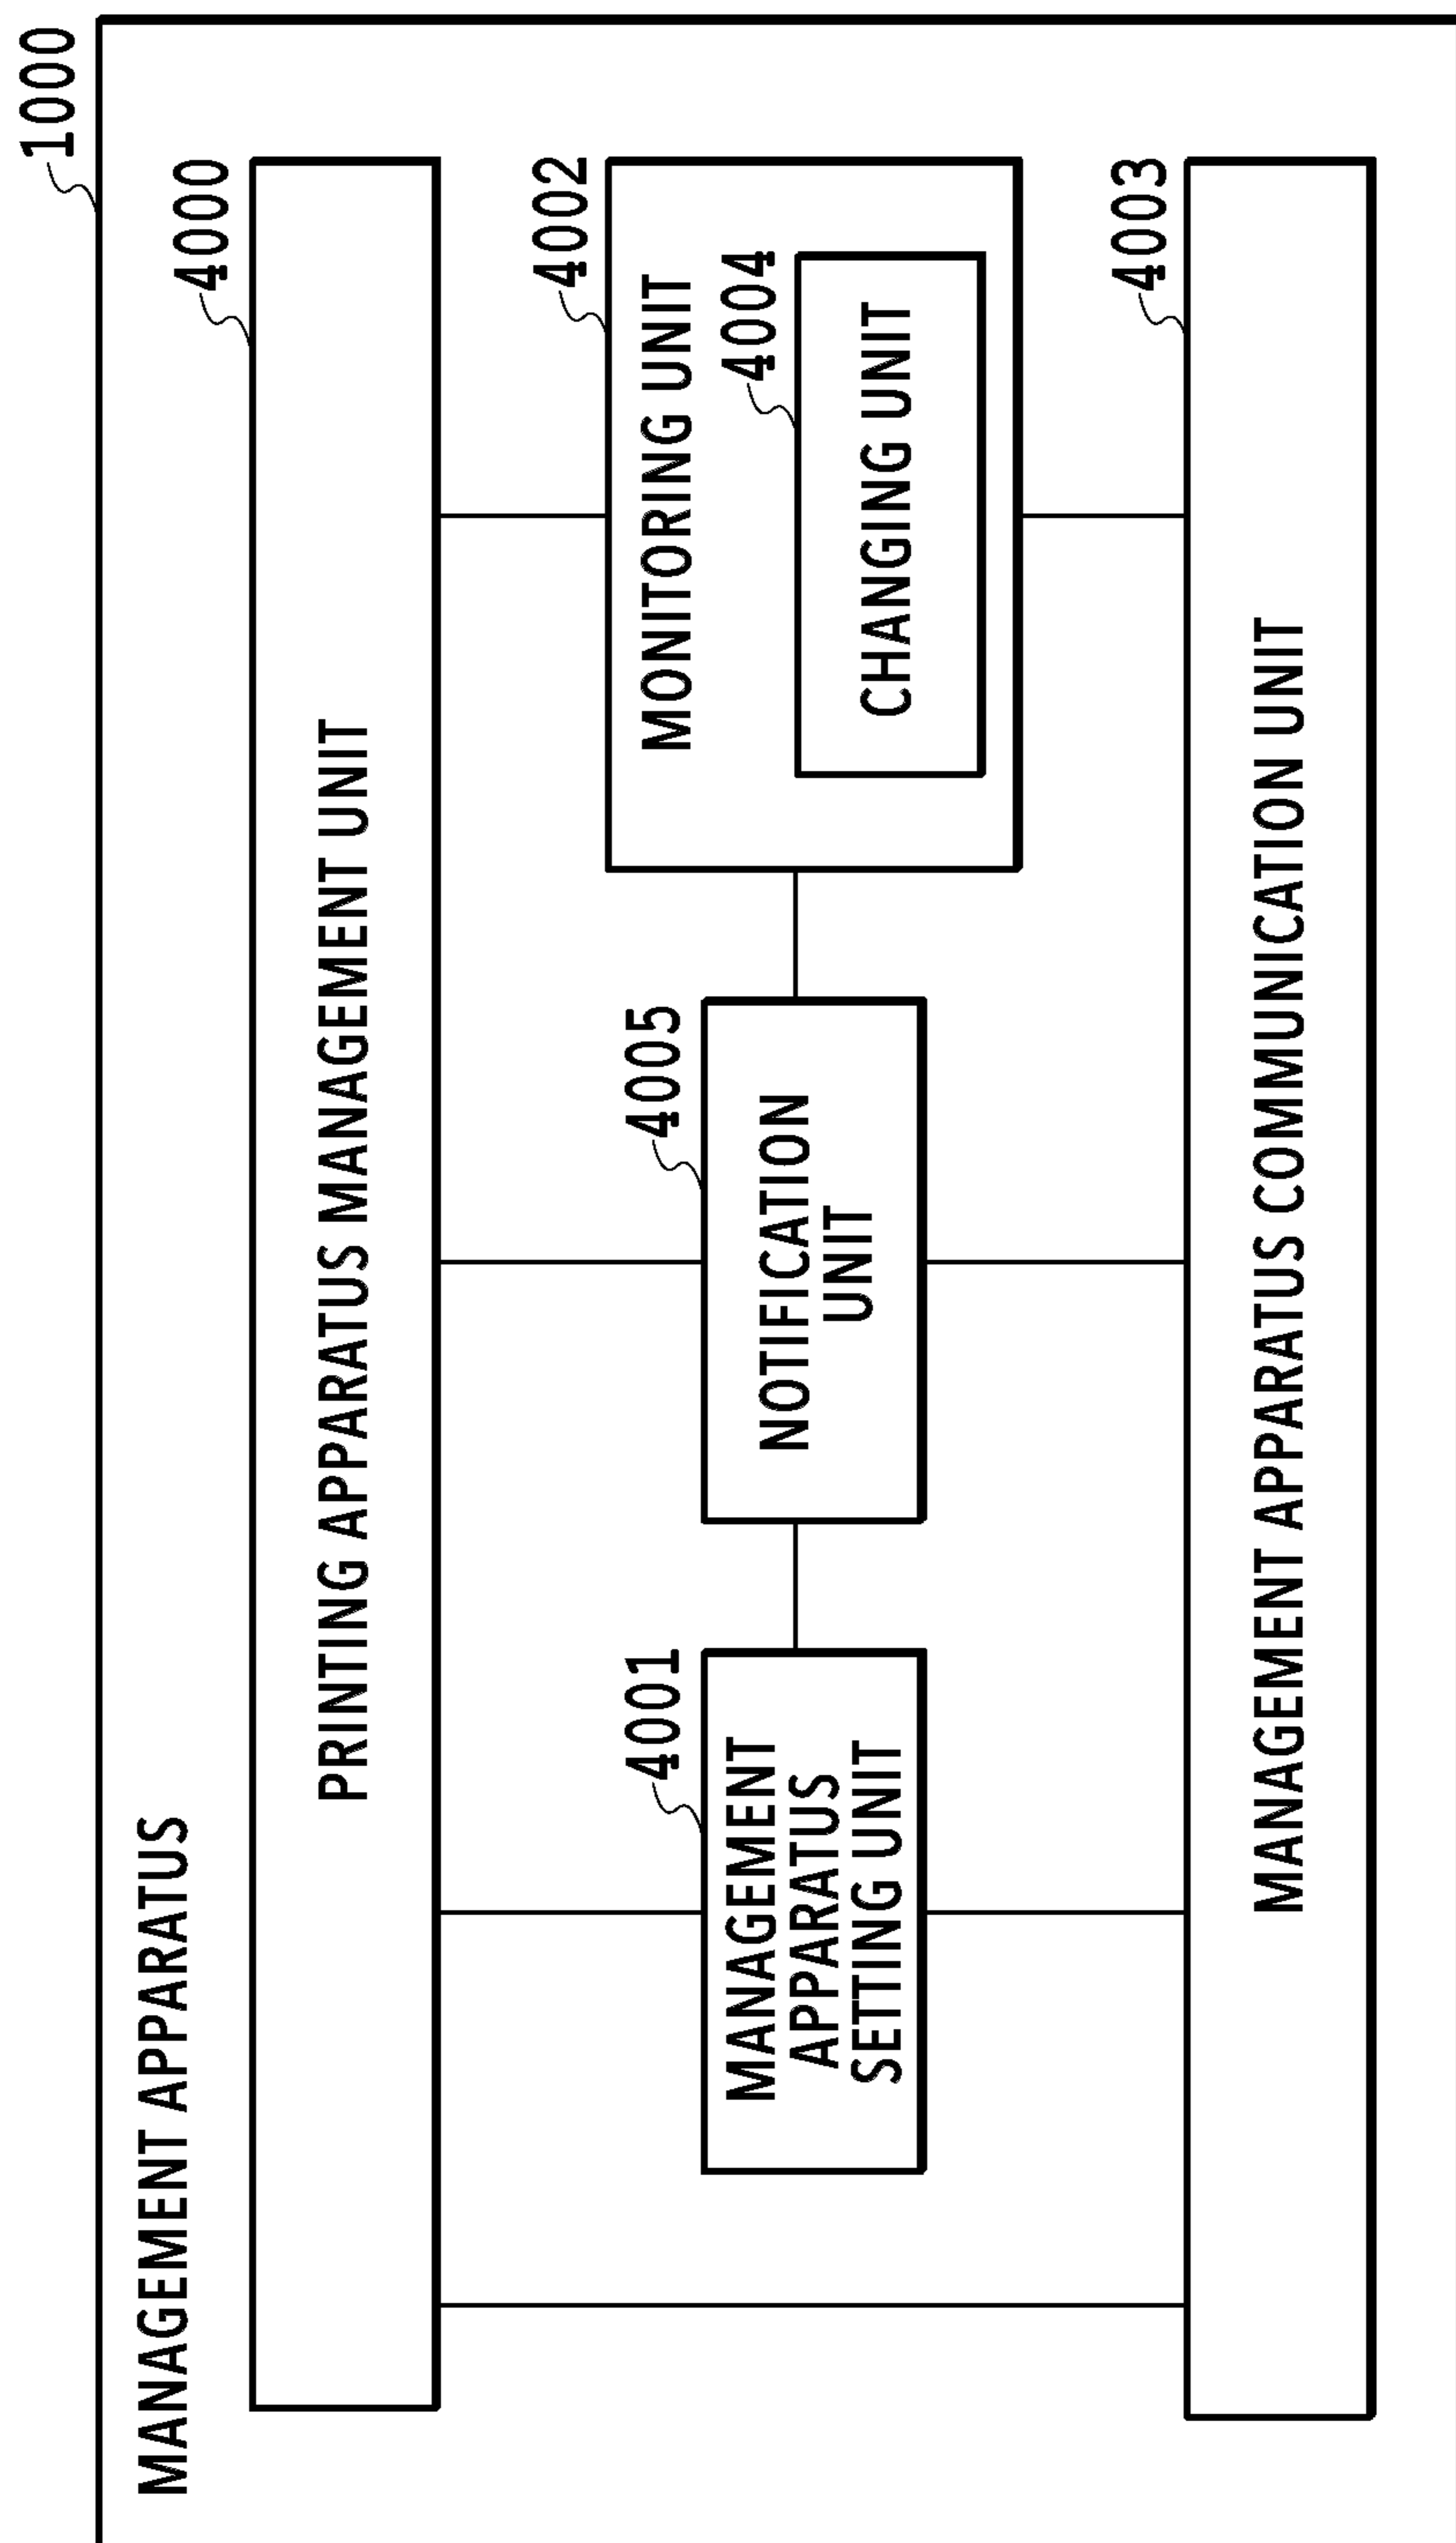 1000
MANAGEMENT APPARATUS
4000
PRINTING APPARATUS MANAGEMENT UNIT
4001
MANAGEMENT
APPARATUS
SETTING UNIT
4005
NOTIFICATION
UNIT
4002
MONITORING UNIT
4004
CHANGING UNIT
4003
MANAGEMENT APPARATUS COMMUNICATION UNIT